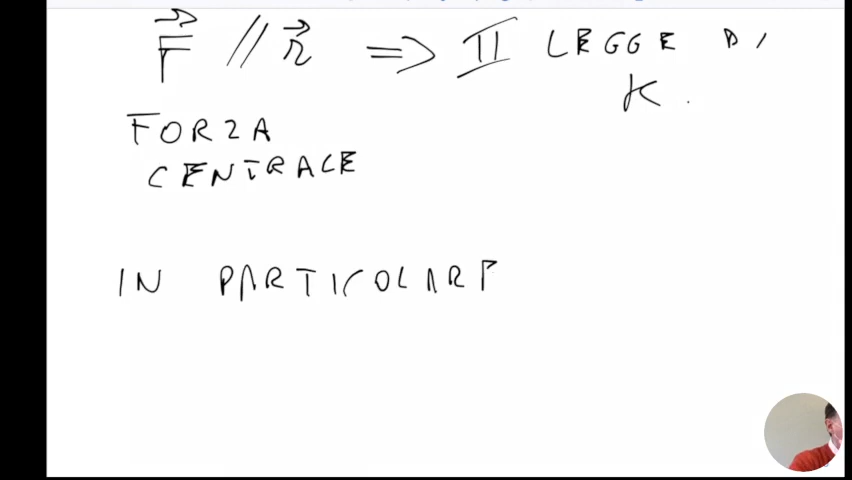 F⃗ // r⃗ => II LEGGE DI
K.
FORZA
CENTRALE
IN PARTICOLARE